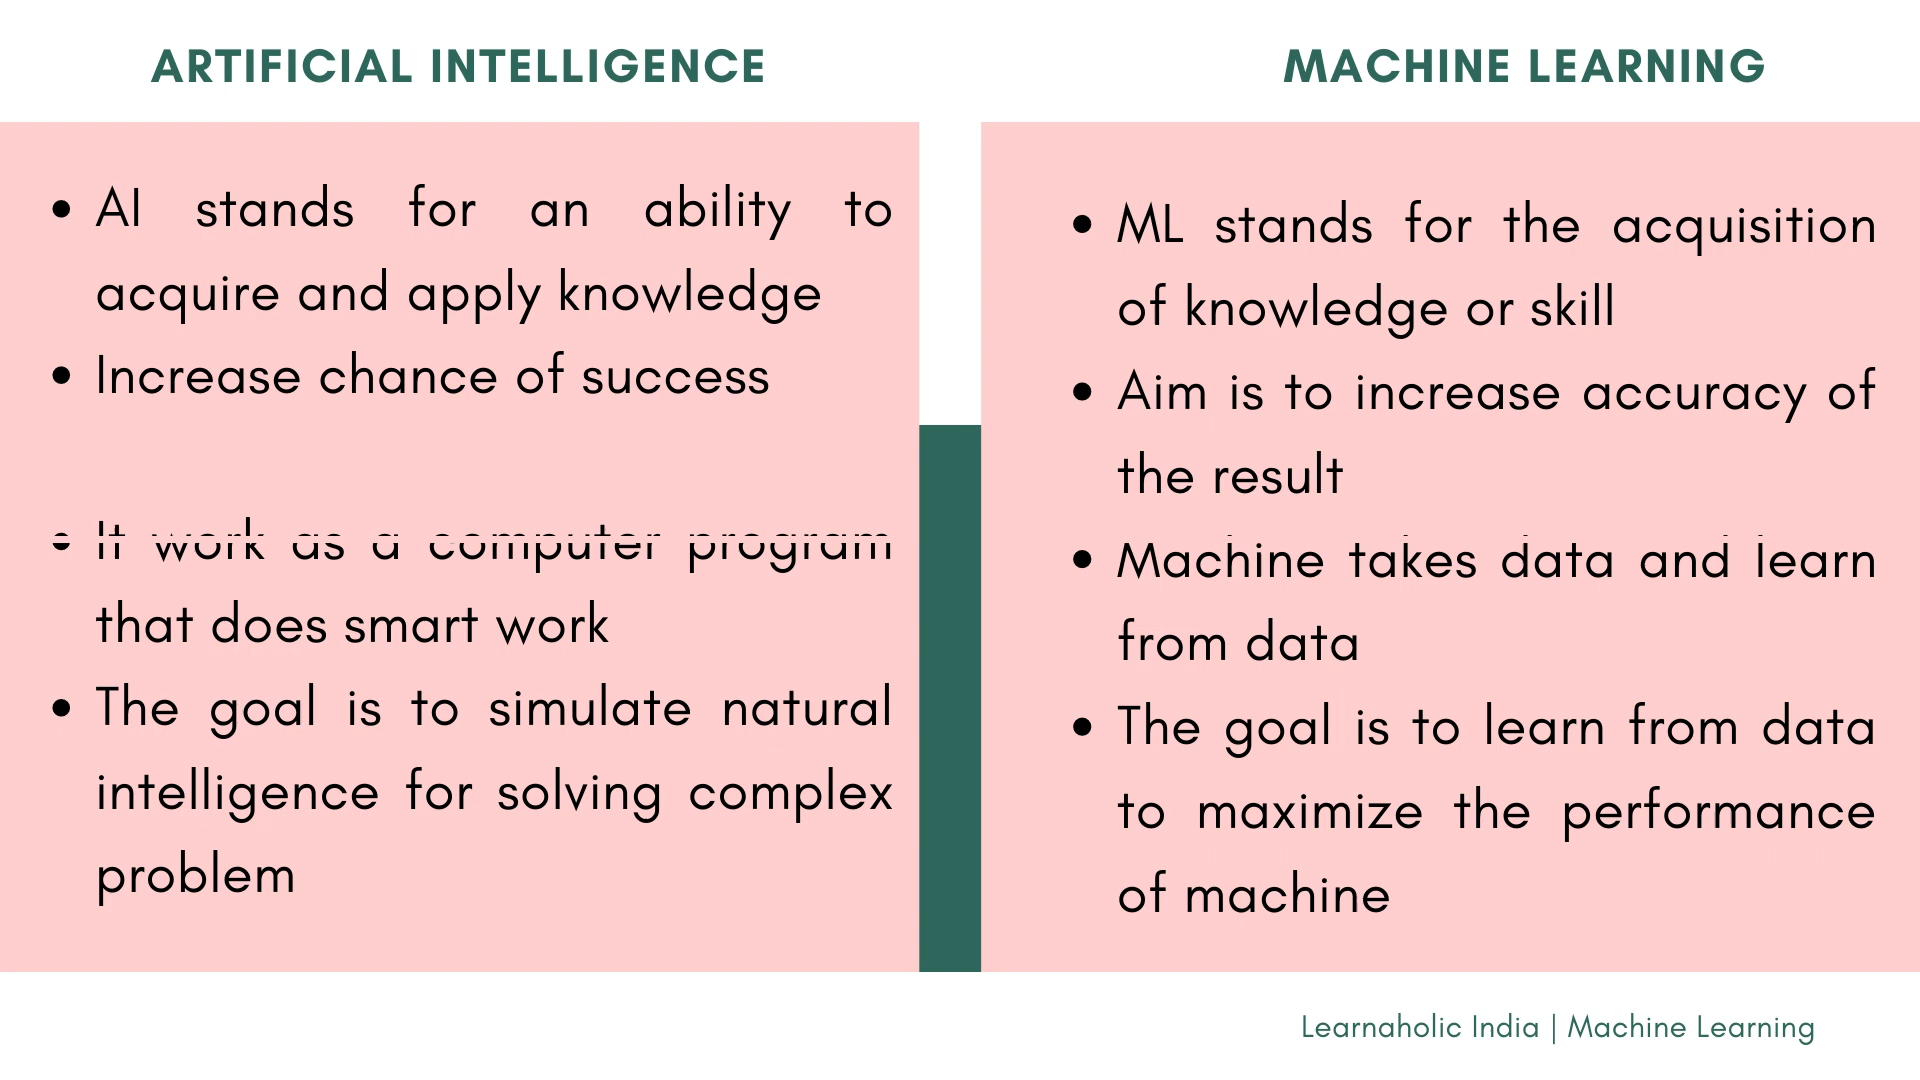 ARTIFICIAL INTELLIGENCE
AI stands for an ability to
acquire and apply knowledge
Increase chance of success
It work as a computer program
that does smart work
The goal is to simulate natural
intelligence for solving complex
problem
MACHINE LEARNING
ML stands for the acquisition
of knowledge or skill
Aim is to increase accuracy of
the result
Machine takes data and learn
from data
The goal is to learn from data
to maximize the performance
of machine
Learnaholic India | Machine Learning